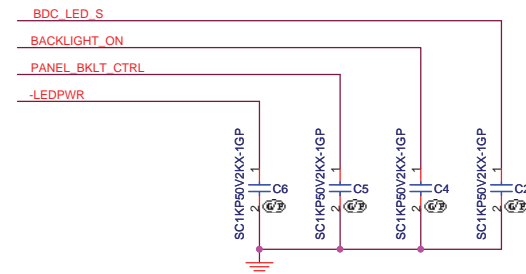 BDC_LED_S
BACKLIGHT_ON
PANEL_BKLT_CTRL
-LEDPWR
SC1KP50V2KX-1GP
1
2
C6
G/P
SC1KP50V2KX-1GP
1
2
C5
G/P
SC1KP50V2KX-1GP
1
2
C4
G/P
SC1KP50V2KX-1GP
1
2
C2
G/P